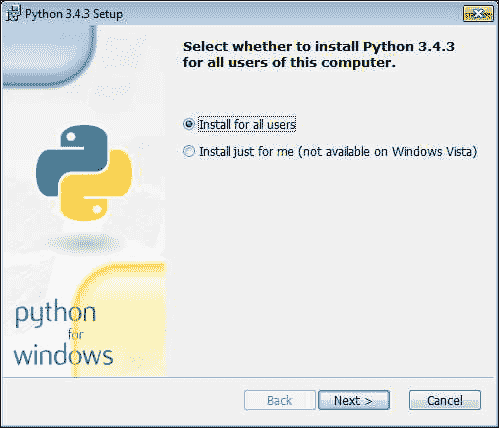 Python 3.4.3 Setup
Select whether to install Python 3.4.3
for all users of this computer.
Install for all users
Install just for me (not available on Windows Vista)
python
for
windows
Back
Next >
Cancel